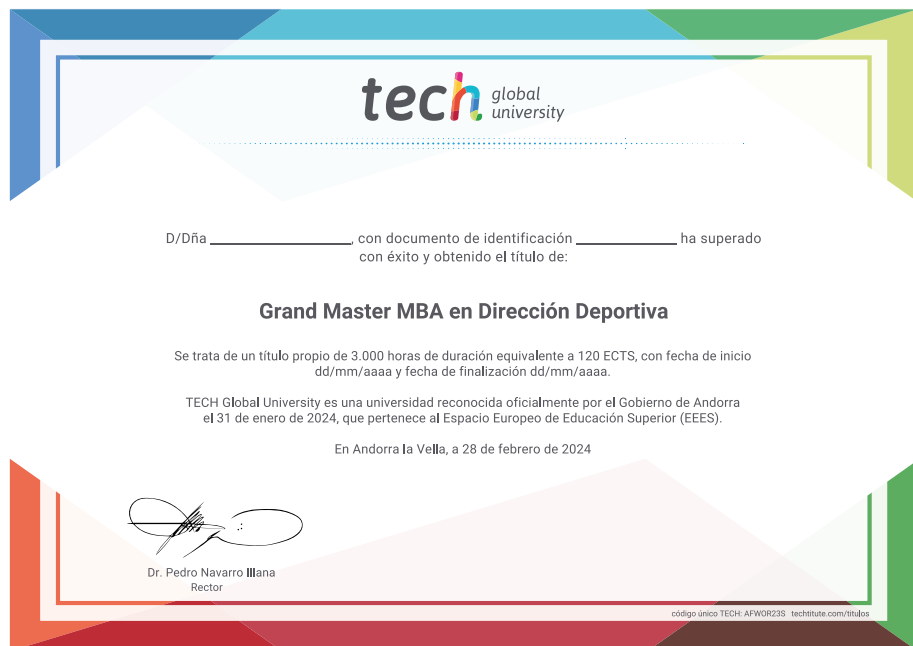 tech global university
D/Dña ____________________, con documento de identificación ______________ ha superado
con éxito y obtenido el título de:
Grand Master MBA en Dirección Deportiva
Se trata de un título propio de 3.000 horas de duración equivalente a 120 ECTS, con fecha de inicio
dd/mm/aaaa y fecha de finalización dd/mm/aaaa.
TECH Global University es una universidad reconocida oficialmente por el Gobierno de Andorra
el 31 de enero de 2024, que pertenece al Espacio Europeo de Educación Superior (EEES).
En Andorra la Vella, a 28 de febrero de 2024
Dr. Pedro Navarro Illana
Rector
código único TECH: AFWOR23S techtitute.com/titulos